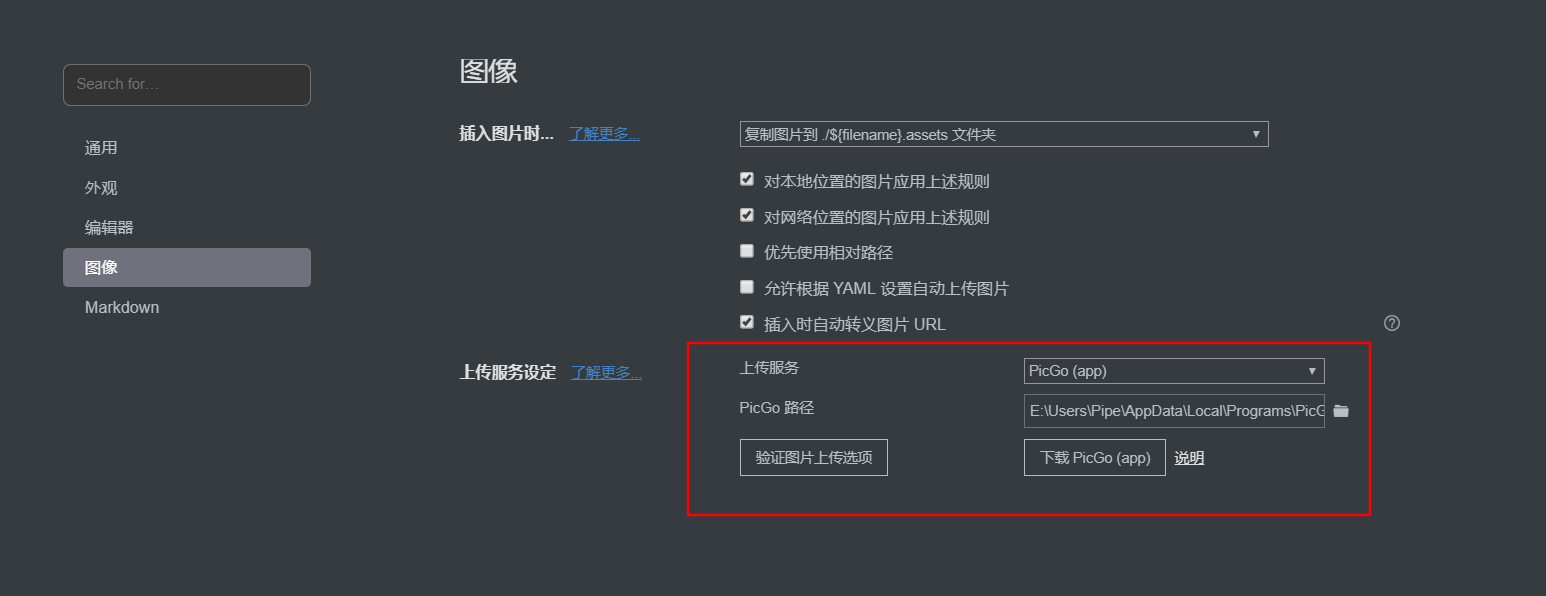 Search for...
通用
外观
编辑器
图像
Markdown
图像
插入图片时... 了解更多...
复制图片到 ./${filename}.assets 文件夹
对本地位置的图片应用上述规则
对网络位置的图片应用上述规则
优先使用相对路径
允许根据 YAML 设置自动上传图片
插入时自动转义图片 URL
上传服务设定 了解更多...
上传服务 PicGo (app)
PicGo 路径 E:\Users\Pipe\AppData\Local\Programs\PicG
验证图片上传选项 下载 PicGo (app) 说明